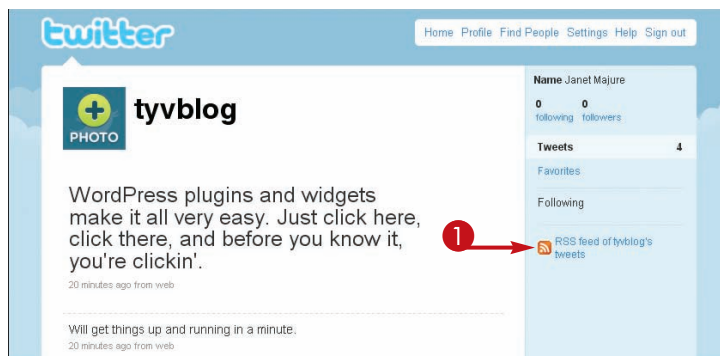 twitter
Home Profile Find People Settings Help Sign out
PHOTO
tyvblog
WordPress plugins and widgets
make it all very easy. Just click here,
click there, and before you know it,
you're clickin'.
20 minutes ago from web
Will get things up and running in a minute.
20 minutes ago from web
Name Janet Majure
0 0
following followers
Tweets 4
Favorites
Following
1
RSS feed of tyvblog's
tweets